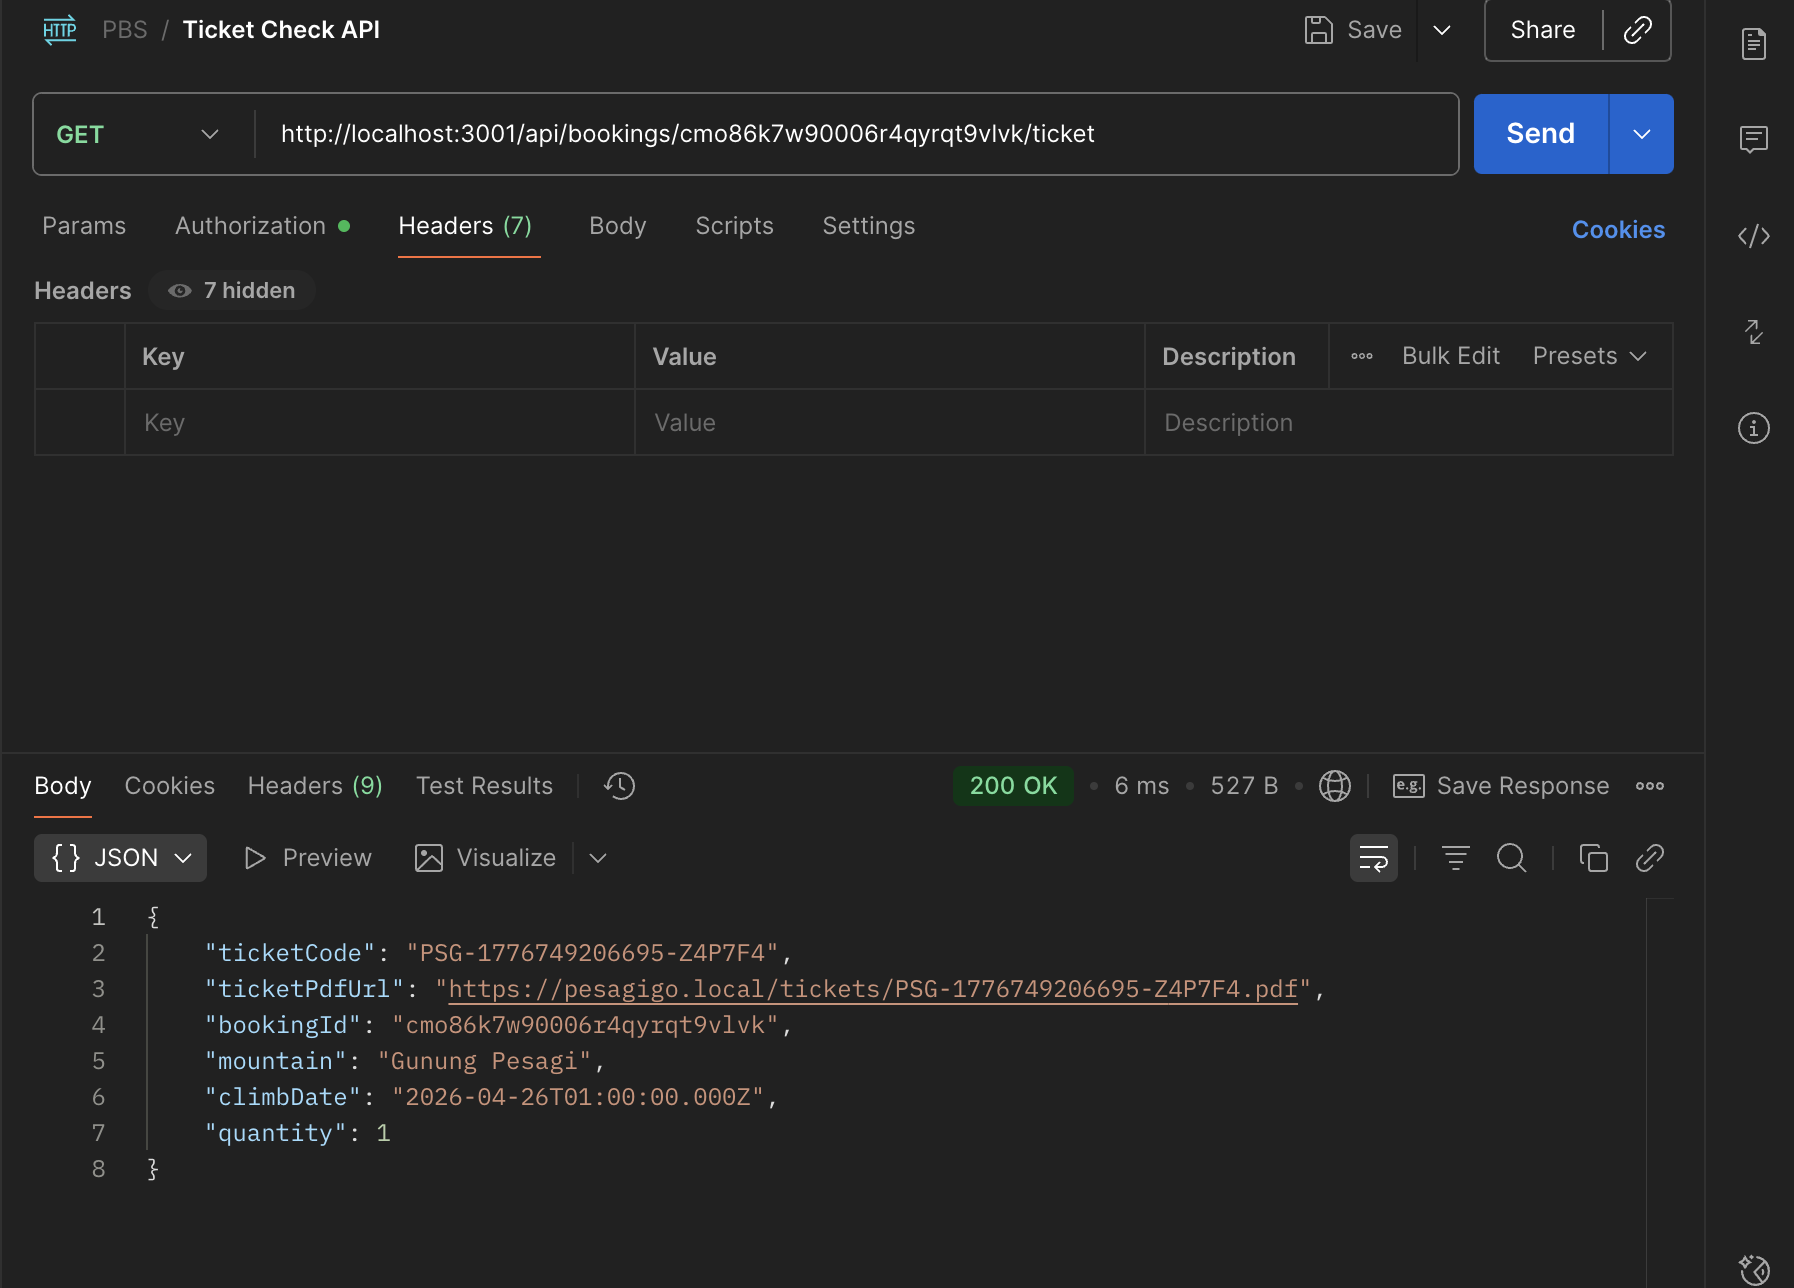 HTTP PBS / Ticket Check API Save Share
GET http://localhost:3001/api/bookings/cmo86k7w90006r4qyrqt9vlvk/ticket Send
Params Authorization Headers (7) Body Scripts Settings Cookies
Headers 7 hidden
Key Value Description Bulk Edit Presets
Key Value Description
Body Cookies Headers (9) Test Results 200 OK • 6 ms • 527 B • e.g. Save Response
{} JSON Preview Visualize
1 {
2 "ticketCode": "PSG-1776749206695-Z4P7F4",
3 "ticketPdfUrl": "https://pesagigo.local/tickets/PSG-1776749206695-Z4P7F4.pdf",
4 "bookingId": "cmo86k7w90006r4qyrqt9vlvk",
5 "mountain": "Gunung Pesagi",
6 "climbDate": "2026-04-26T01:00:00.000Z",
7 "quantity": 1
8 }